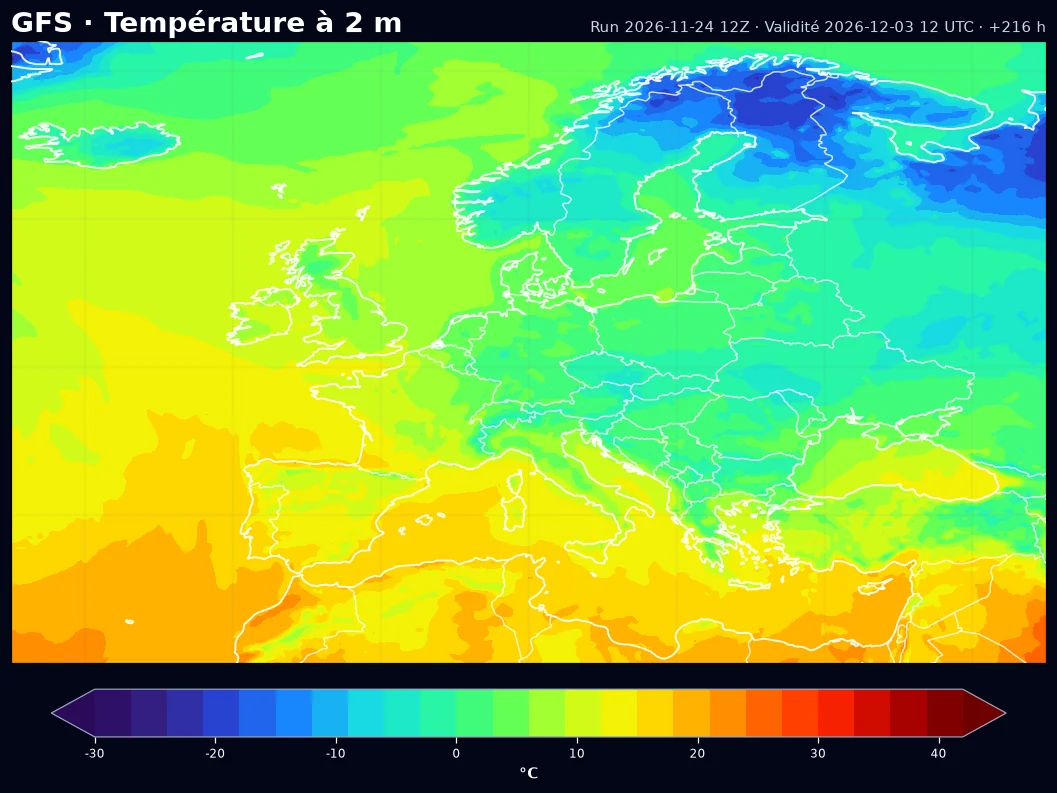 GFS · Température à 2 m
Run 2026-11-24 12Z · Validité 2026-12-03 12 UTC · +216 h
-30 -20 -10 0 10 20 30 40
°C